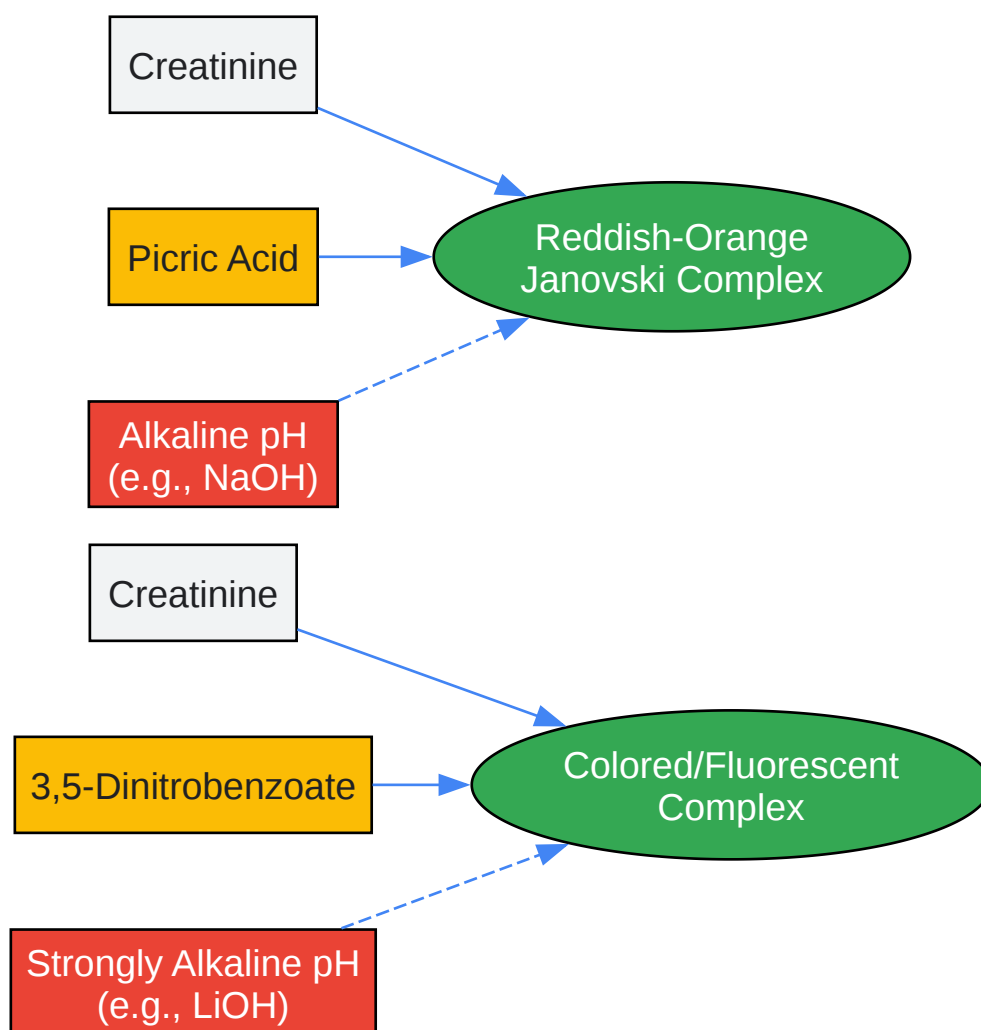 Creatinine
Picric Acid
Reddish-Orange
Janovski Complex
Alkaline pH
(e.g., NaOH)
Creatinine
3,5-Dinitrobenzoate
Colored/Fluorescent
Complex
Strongly Alkaline pH
(e.g., LiOH)